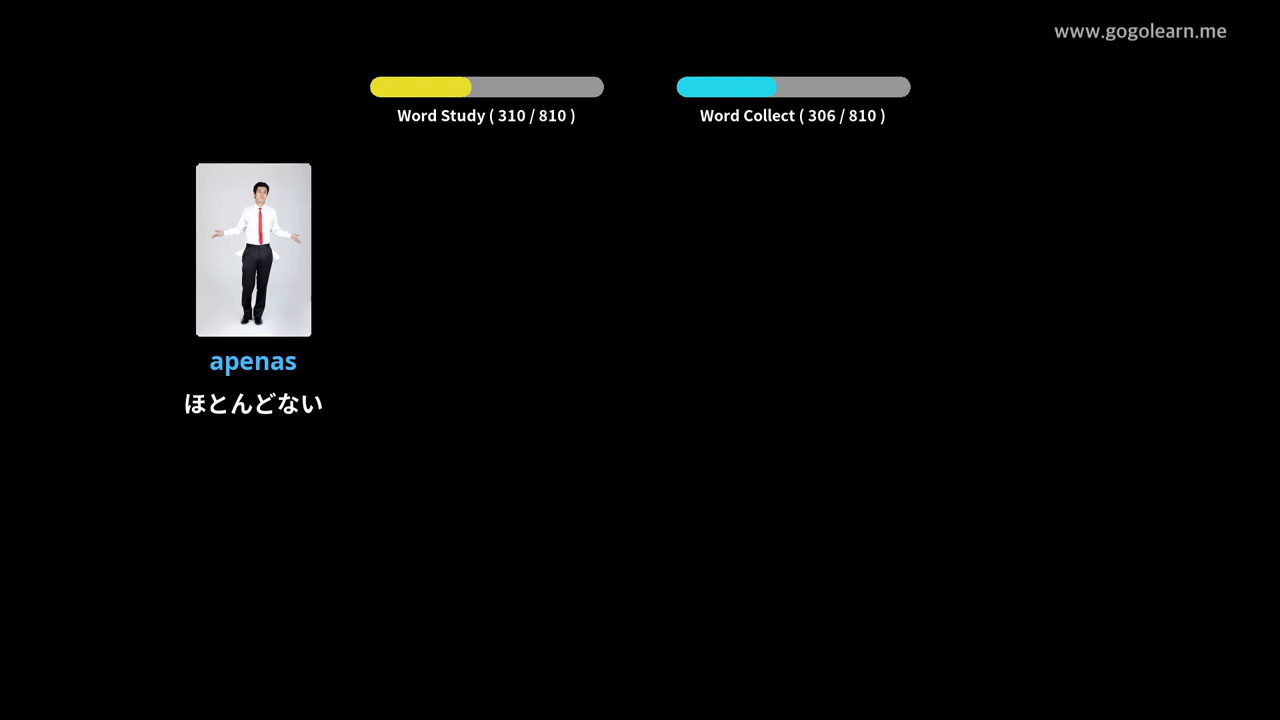 www.gogolearn.me
Word Study ( 310 / 810 )
Word Collect ( 306 / 810 )
apenas
ほとんどない